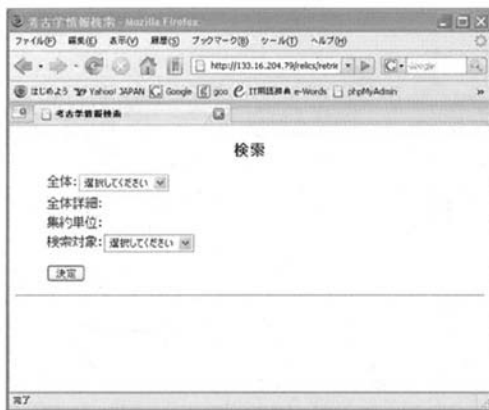 考古学情報検索 - Mozilla Firefox
ファイル(F) 編集(E) 表示(V) 履歴(S) ブックマーク(B) ツール(T) ヘルプ(H)
http://133.16.204.79/relics/retrie
Google
はじめよう Yahoo! JAPAN Google goo IT用語辞典 e-Words phpMyAdmin
考古学情報検索
検索
全体: 選択してください
全体詳細:
集約単位:
検索対象: 選択してください
決定
完了